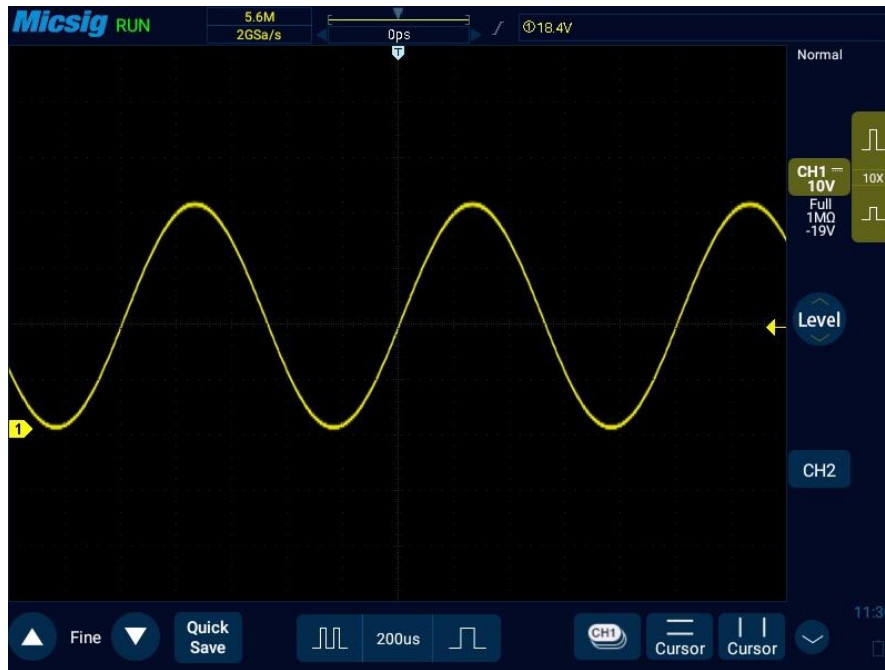 Micsig RUN
5.6M
2GSa/s
0ps
①18.4V
T
Normal
CH1
10V
10X
Full
1MΩ
-19V
Level
1
CH2
Fine
Quick
Save
200us
CH1
Cursor
Cursor